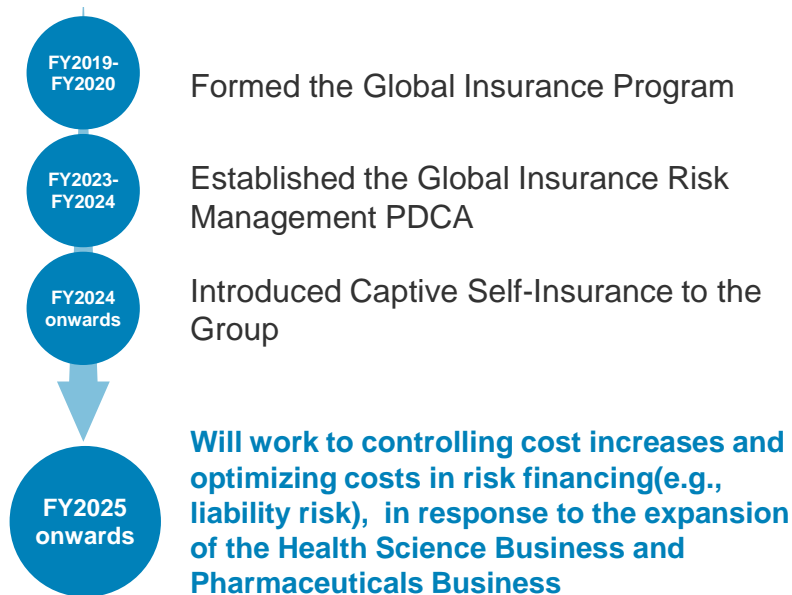 FY2019-
FY2020
Formed the Global Insurance Program
FY2023-
FY2024
Established the Global Insurance Risk
Management PDCA
FY2024
onwards
Introduced Captive Self-Insurance to the
Group
FY2025
onwards
Will work to controlling cost increases and
optimizing costs in risk financing(e.g.,
liability risk),  in response to the expansion
of the Health Science Business and
Pharmaceuticals Business